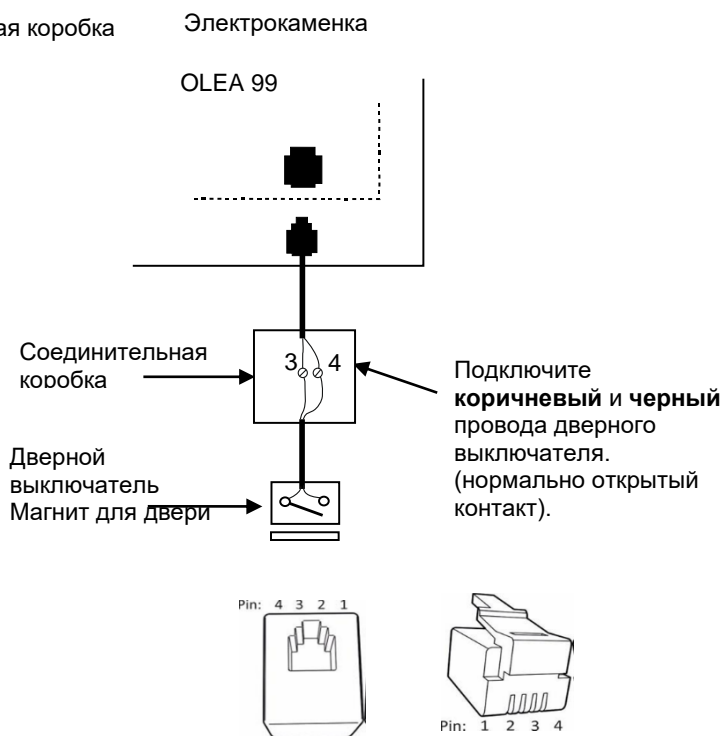 ая коробка
Электрокаменка
OLEA 99
Соединительная
коробка
3 4
Подключите
коричневый и черный
провода дверного
выключателя.
(нормально открытый
контакт).
Дверной
выключатель
Магнит для двери
Pin: 4 3 2 1
Pin: 1 2 3 4